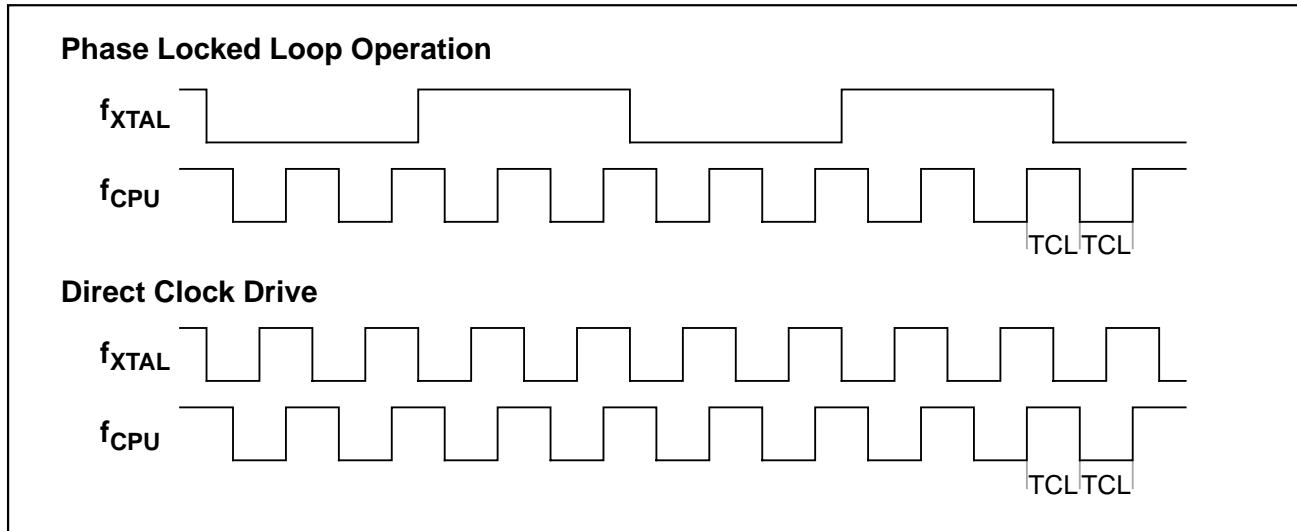 Phase Locked Loop Operation
fXTAL
fCPU
TCL TCL
Direct Clock Drive
fXTAL
fCPU
TCL TCL